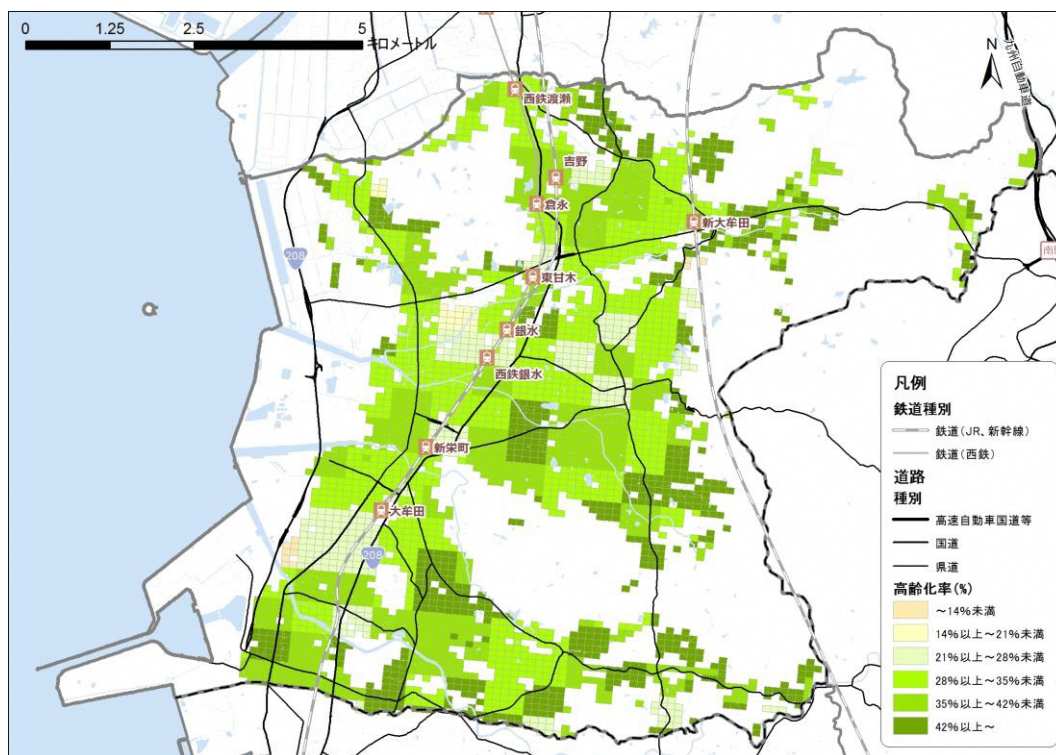 0 1.25 2.5 5
キロメートル
N
九州自動車道
西鉄渡瀬
吉野
倉永
新大牟田
208
東甘木
銀水
西鉄銀水
新栄町
大牟田
208
凡例
鉄道種別
鉄道(JR、新幹線)
鉄道(西鉄)
道路
種別
高速自動車国道等
国道
県道
高齢化率(%)
～14%未満
14%以上～21%未満
21%以上～28%未満
28%以上～35%未満
35%以上～42%未満
42%以上～